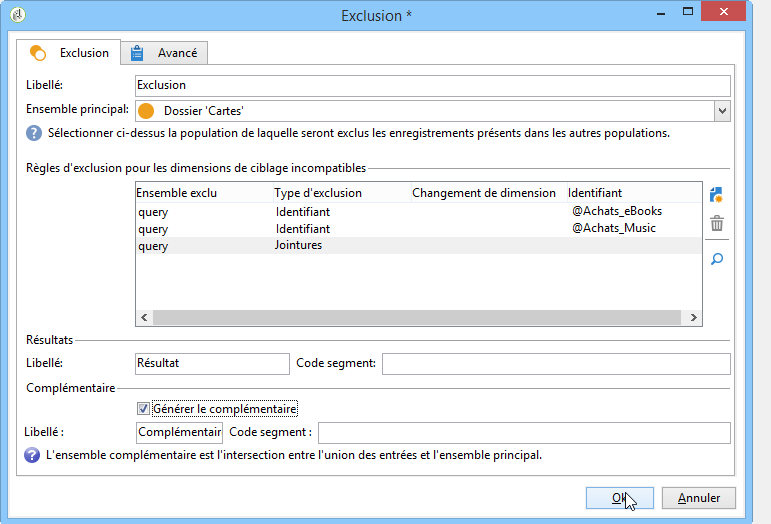 Exclusion *
Exclusion Avancé
Libellé: Exclusion
Ensemble principal: Dossier 'Cartes'
Sélectionner ci-dessus la population de laquelle seront exclus les enregistrements présents dans les autres populations.
Règles d'exclusion pour les dimensions de ciblage incompatibles
Ensemble exclu Type d'exclusion Changement de dimension Identifiant
query Identifiant @Achats_eBooks
query Identifiant @Achats_Music
query Jointures
Résultats
Libellé: Résultat Code segment:
Complémentaire
Générer le complémentaire
Libellé : Complémentair Code segment :
L'ensemble complémentaire est l'intersection entre l'union des entrées et l'ensemble principal.
Ok Annuler